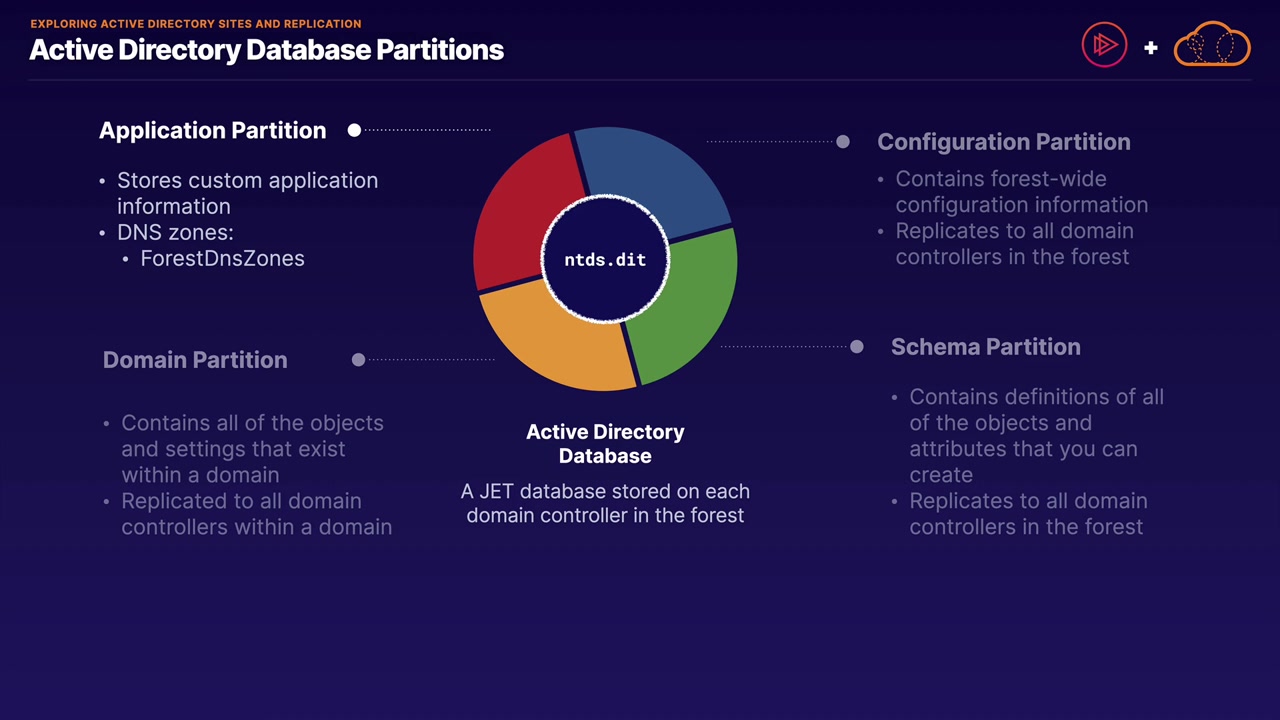 EXPLORING ACTIVE DIRECTORY SITES AND REPLICATION
Active Directory Database Partitions
+
Application Partition
• Stores custom application
information
• DNS zones:
• ForestDnsZones
Domain Partition
• Contains all of the objects
and settings that exist
within a domain
• Replicated to all domain
controllers within a domain
ntds.dit
Active Directory
Database
A JET database stored on each
domain controller in the forest
Configuration Partition
• Contains forest-wide
configuration information
• Replicates to all domain
controllers in the forest
Schema Partition
• Contains definitions of all
of the objects and
attributes that you can
create
• Replicates to all domain
controllers in the forest